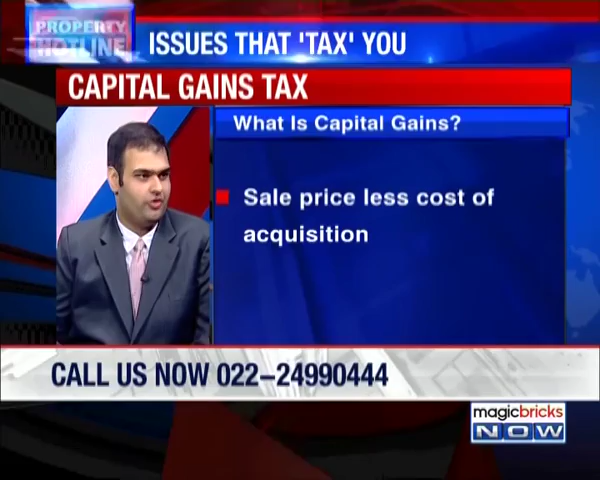 PROPERTY
HOTLINE
ISSUES THAT 'TAX' YOU
CAPITAL GAINS TAX
What Is Capital Gains?
Sale price less cost of
acquisition
CALL US NOW 022–24990444
magicbricks
NOW